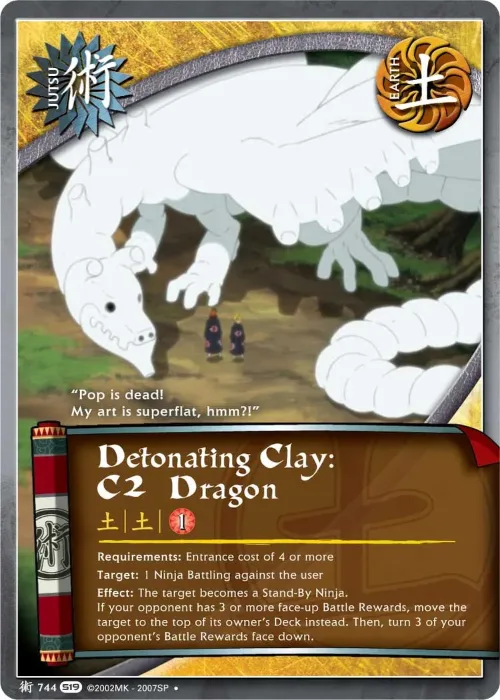 JUTSU
術
EARTH
土
"Pop is dead!
My art is superflat, hmm?!"
Detonating Clay:
C2 Dragon
土|土|1
術
Requirements: Entrance cost of 4 or more
Target: 1 Ninja Battling against the user
Effect: The target becomes a Stand-By Ninja.
If your opponent has 3 or more face-up Battle Rewards, move
the target to the top of its owner's Deck instead. Then, turn 3 of your
opponent's Battle Rewards face down.
術 744 S19 ©2002MK - 2007SP •